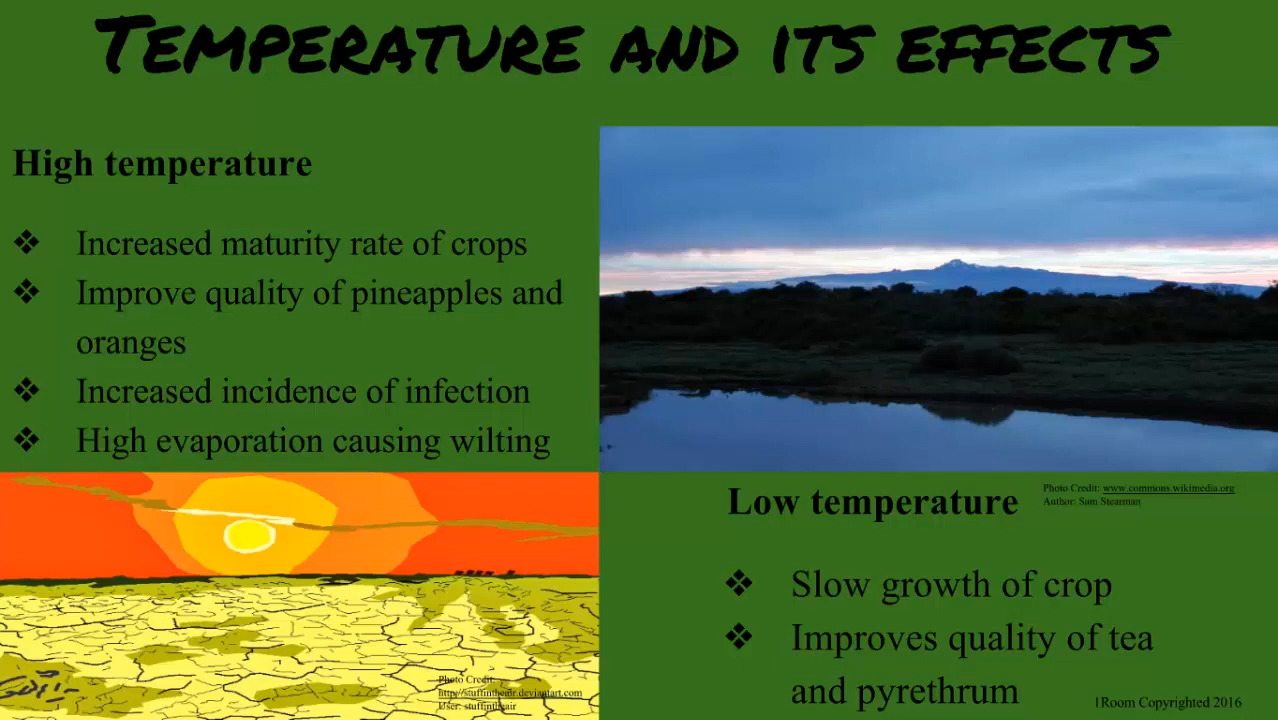 TEMPERATURE AND ITS EFFECTS
High temperature
❖ Increased maturity rate of crops
❖ Improve quality of pineapples and
oranges
❖ Increased incidence of infection
❖ High evaporation causing wilting
Photo Credit:
http//stuffintheair.deviantart.com
User: stuffintheair
Photo Credit: www.commons.wikimedia.org
Author: Sam Stearman
Low temperature
❖ Slow growth of crop
❖ Improves quality of tea
and pyrethrum
1Room Copyrighted 2016